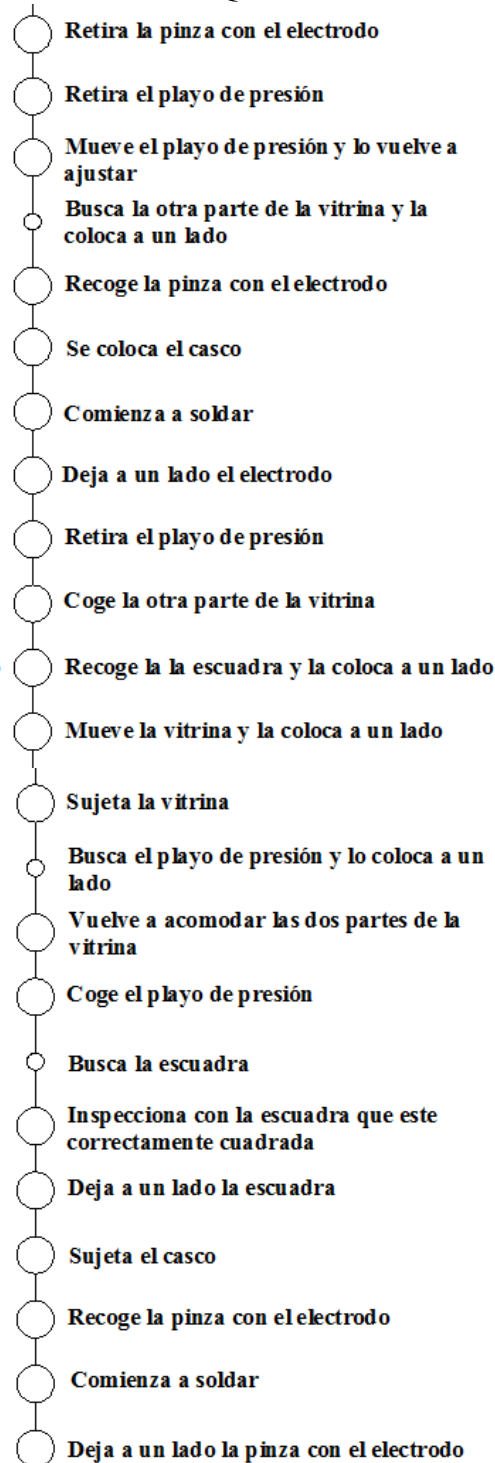 Retira la pinza con el electrodo
Retira el playo de presión
Mueve el playo de presión y lo vuelve a
ajustar
Busca la otra parte de la vitrina y la
coloca a un lado
Recoge la pinza con el electrodo
Se coloca el casco
Comienza a soldar
Deja a un lado el electrodo
Retira el playo de presión
Coge la otra parte de la vitrina
Recoge la la escuadra y la coloca a un lado
Mueve la vitrina y la coloca a un lado
Sujeta la vitrina
Busca el playo de presión y lo coloca a un
lado
Vuelve a acomodar las dos partes de la
vitrina
Coge el playo de presión
Busca la escuadra
Inspecciona con la escuadra que este
correctamente cuadrada
Deja a un lado la escuadra
Sujeta el casco
Recoge la pinza con el electrodo
Comienza a soldar
Deja a un lado la pinza con el electrodo